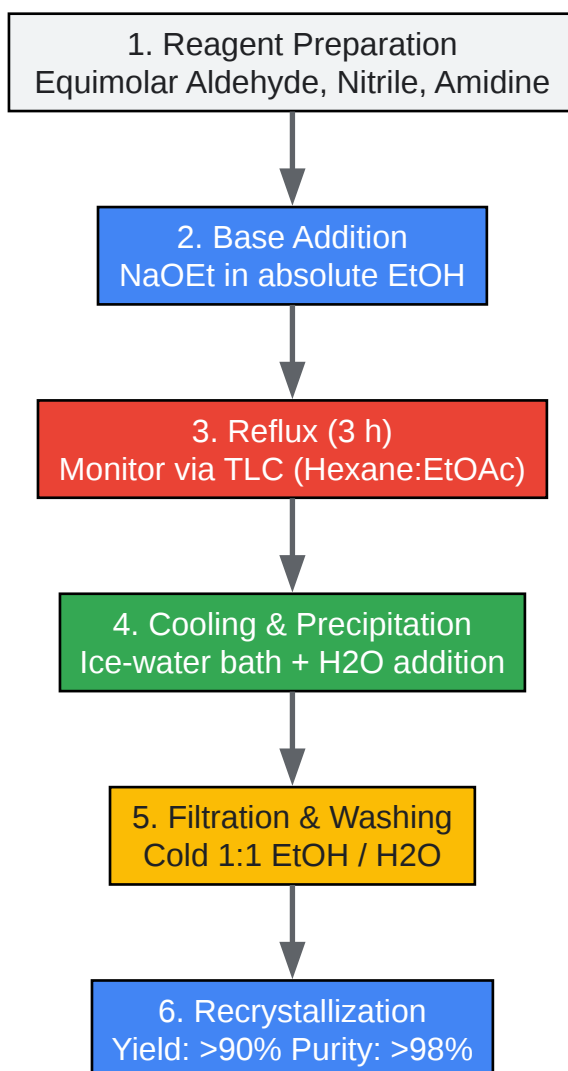 1. Reagent Preparation
Equimolar Aldehyde, Nitrile, Amidine
2. Base Addition
NaOEt in absolute EtOH
3. Reflux (3 h)
Monitor via TLC (Hexane:EtOAc)
4. Cooling & Precipitation
Ice-water bath + H2O addition
5. Filtration & Washing
Cold 1:1 EtOH / H2O
6. Recrystallization
Yield: >90% Purity: >98%